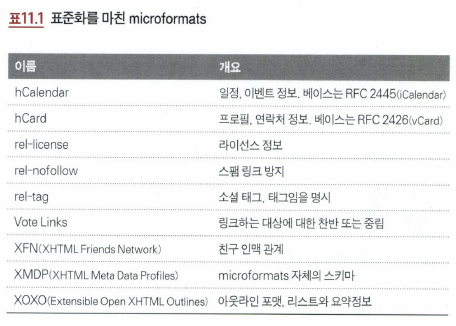 표11.1 표준화를 마친 microformats
이름 개요
hCalendar 일정, 이벤트 정보. 베이스는 RFC 2445(iCalendar)
hCard 프로필, 연락처 정보. 베이스는 RFC 2426(vCard)
rel-license 라이선스 정보
rel-nofollow 스팸 링크 방지
rel-tag 소셜 태그, 태그임을 명시
Vote Links 링크하는 대상에 대한 찬반 또는 중립
XFN(XHTML Friends Network) 친구 인맥 관계
XMDP(XHTML Meta Data Profiles) microformats 자체의 스키마
XOXO(Extensible Open XHTML Outlines) 아웃라인 포맷, 리스트와 요약정보